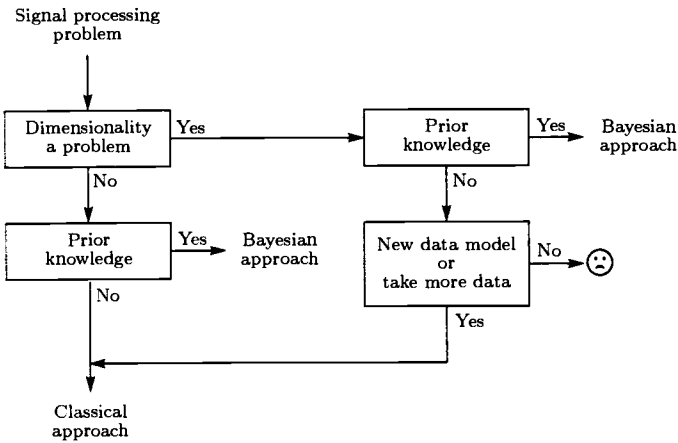 Signal processing
problem
Dimensionality
a problem
Yes
Prior
knowledge
Yes
Bayesian
approach
No
No
Prior
knowledge
Yes
Bayesian
approach
New data model
or
take more data
No
No
Yes
Classical
approach